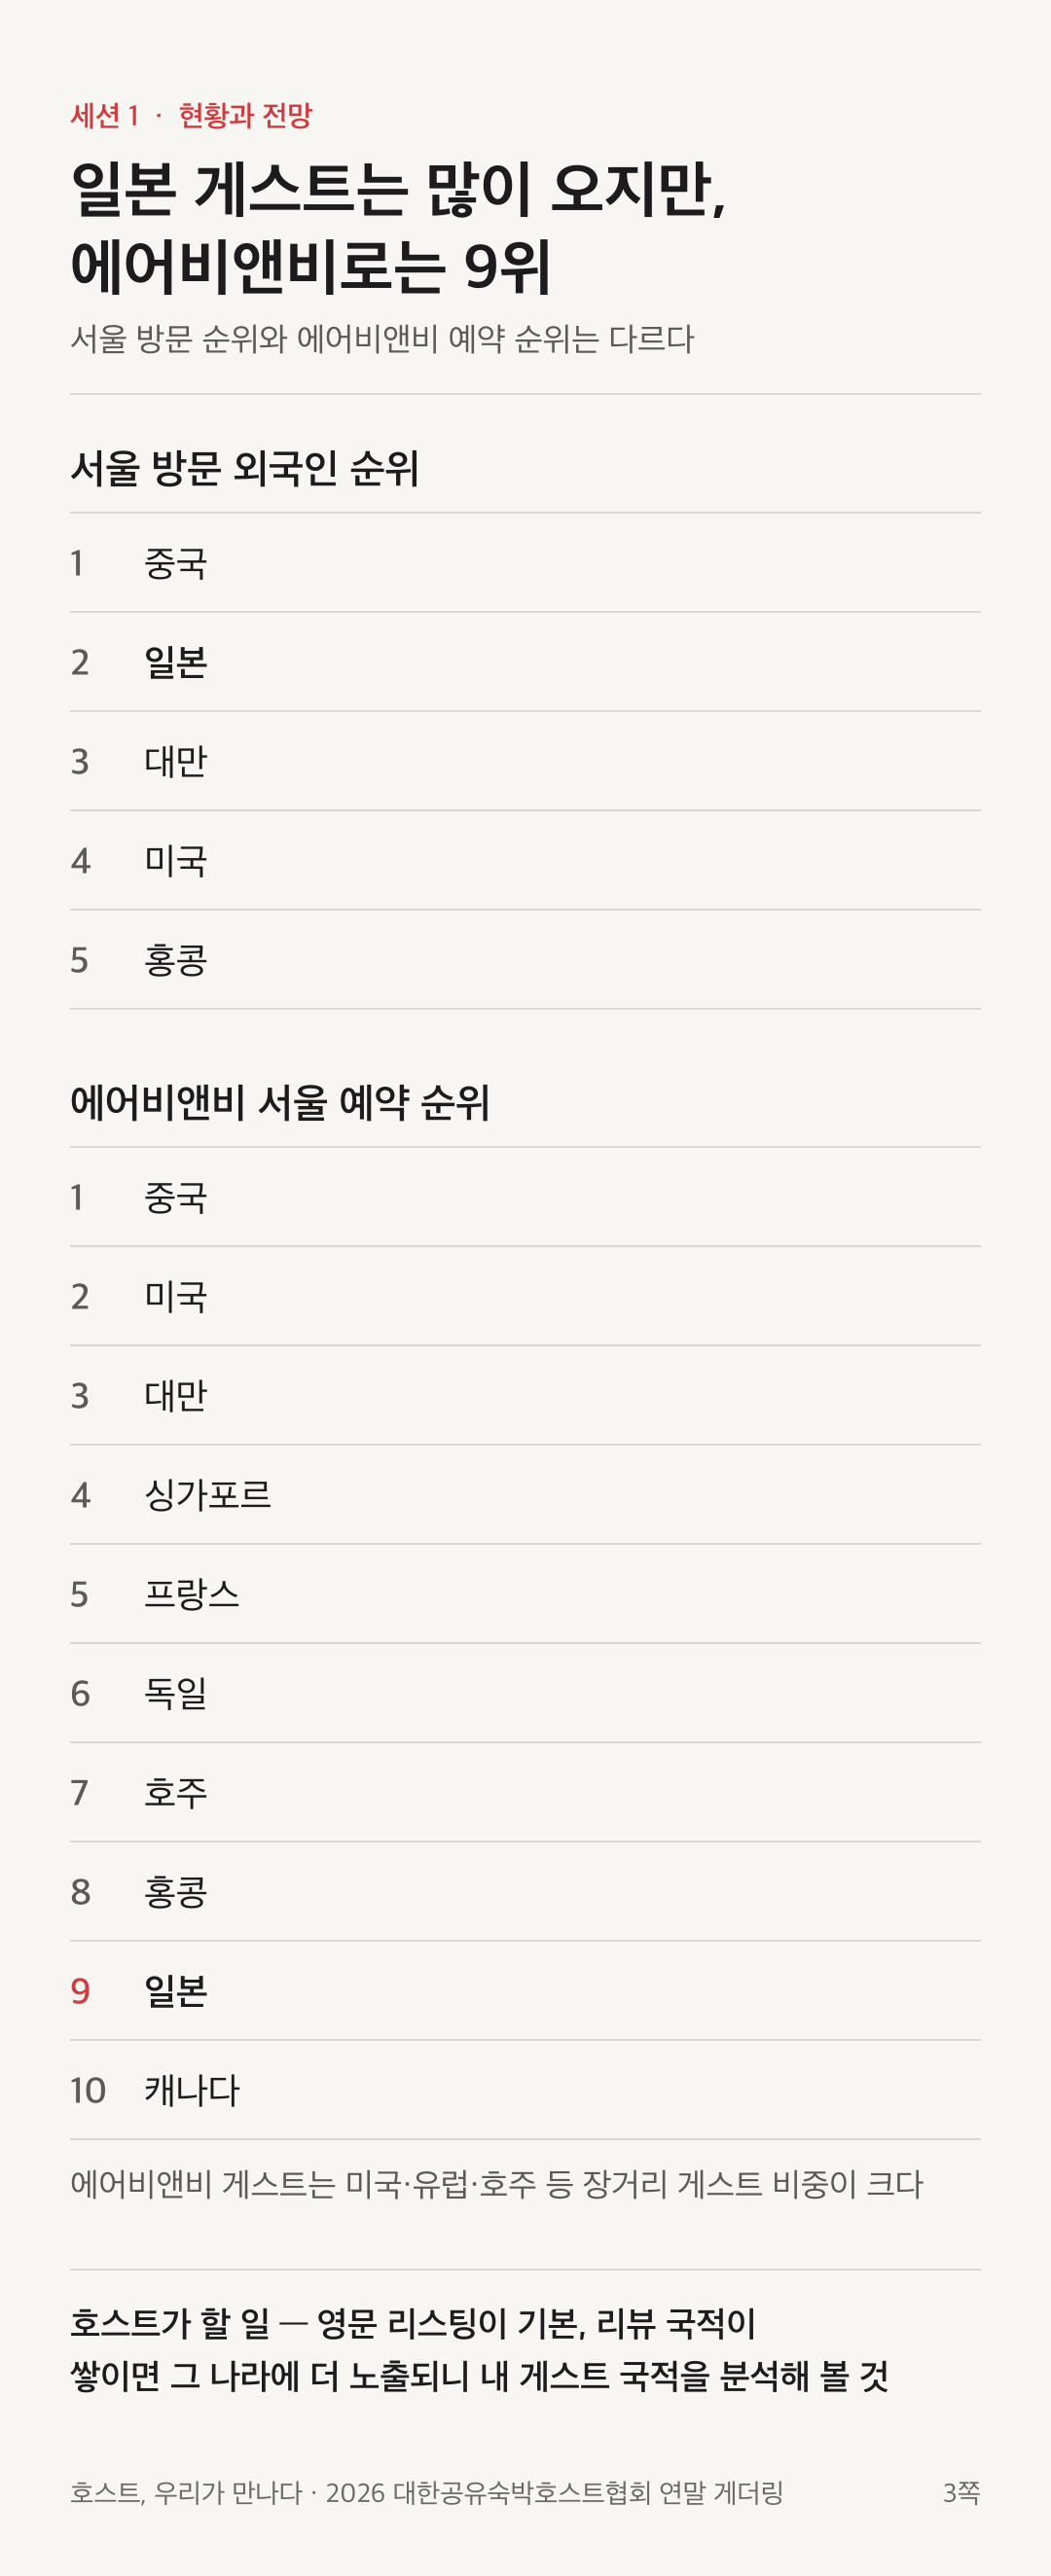 세션 1 · 현황과 전망
일본 게스트는 많이 오지만,
에어비앤비로는 9위
서울 방문 순위와 에어비앤비 예약 순위는 다르다
서울 방문 외국인 순위
1 중국
2 일본
3 대만
4 미국
5 홍콩
에어비앤비 서울 예약 순위
1 중국
2 미국
3 대만
4 싱가포르
5 프랑스
6 독일
7 호주
8 홍콩
9 일본
10 캐나다
에어비앤비 게스트는 미국·유럽·호주 등 장거리 게스트 비중이 크다
호스트가 할 일 — 영문 리스팅이 기본, 리뷰 국적이
쌓이면 그 나라에 더 노출되니 내 게스트 국적을 분석해 볼 것
호스트, 우리가 만나다 · 2026 대한공유숙박호스트협회 연말 게더링 3쪽